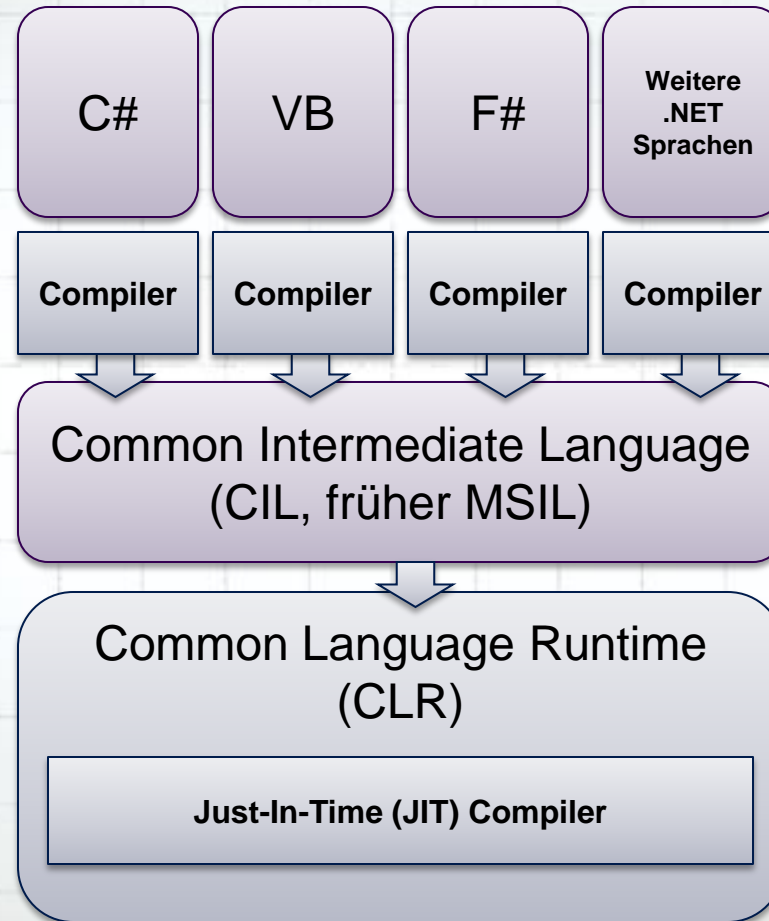 C#
VB
F#
Weitere
.NET
Sprachen
Compiler
Compiler
Compiler
Compiler
Common Intermediate Language
(CIL, früher MSIL)
Common Language Runtime
(CLR)
Just-In-Time (JIT) Compiler